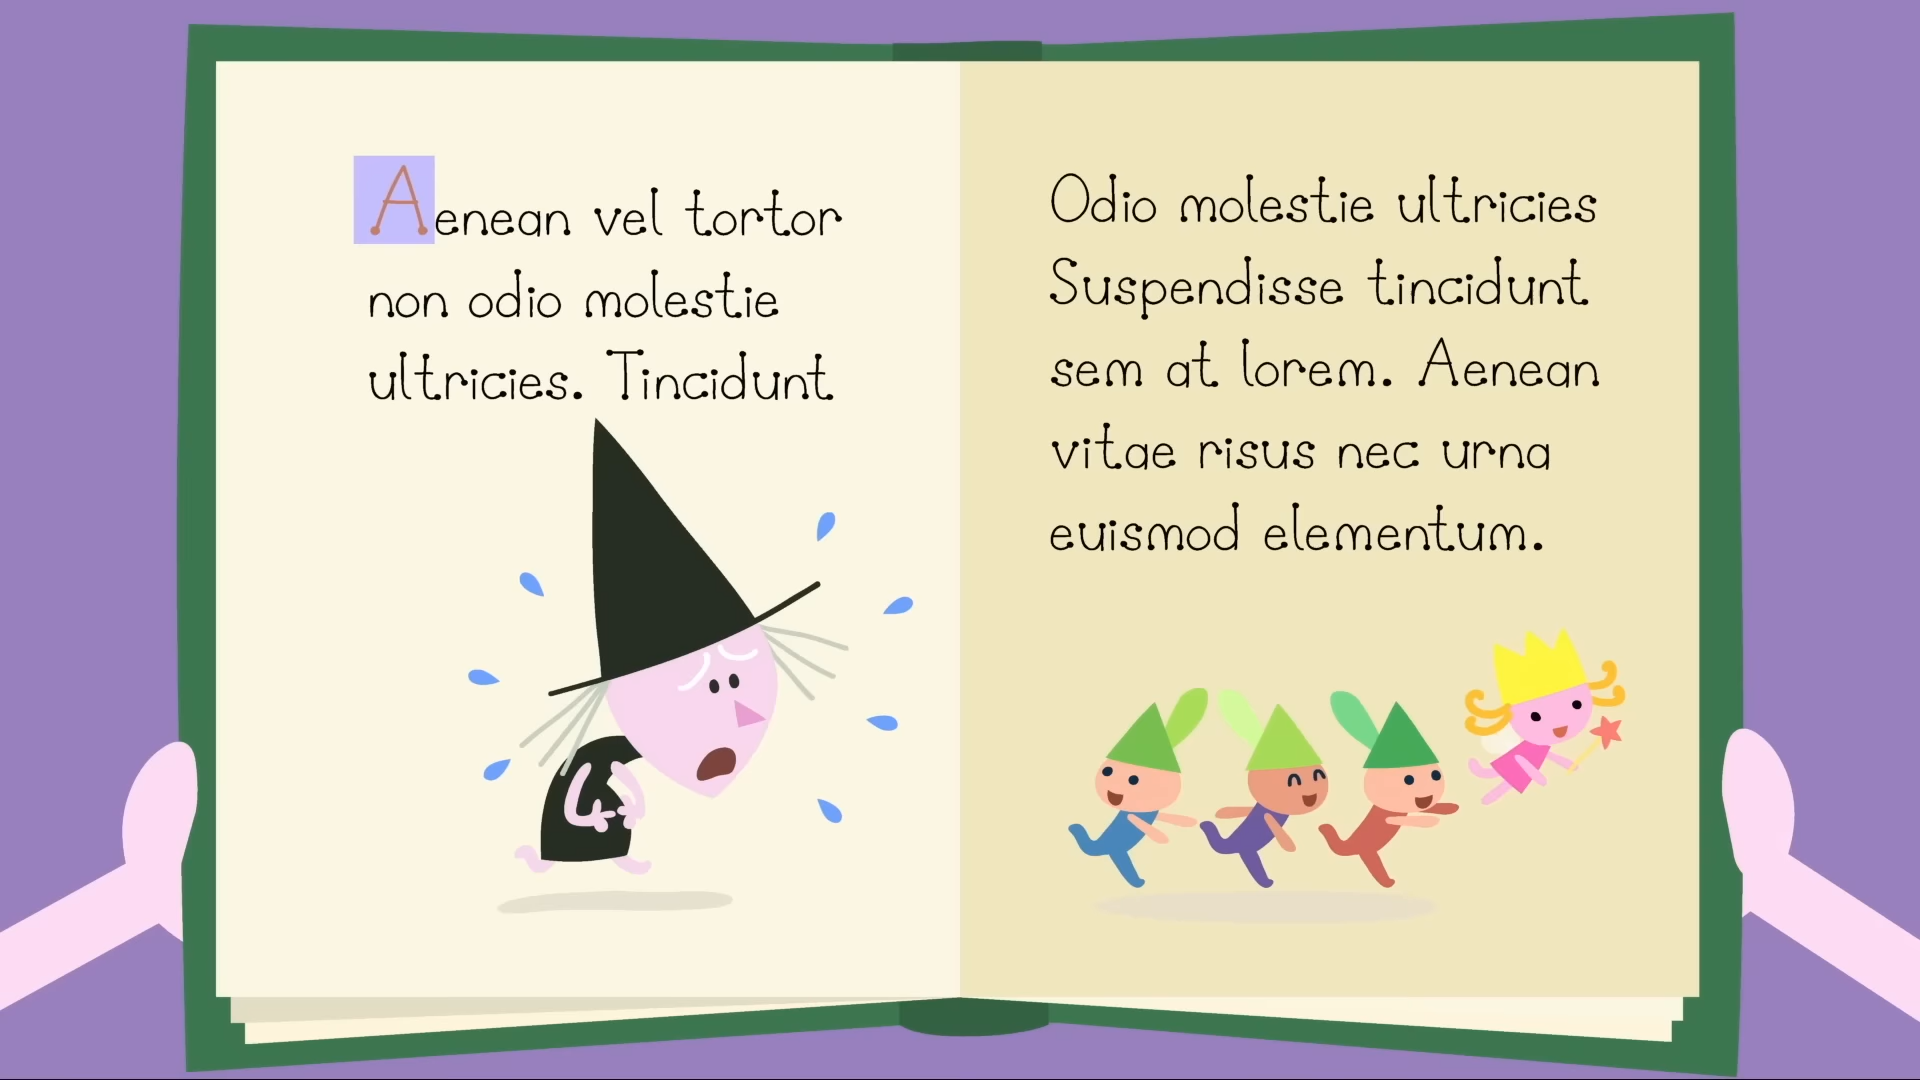 Aenean vel tortor
non odio molestie
ultricies. Tincidunt
Odio molestie ultricies
Suspendisse tincidunt
sem at lorem. Aenean
vitae risus nec urna
euismod elementum.